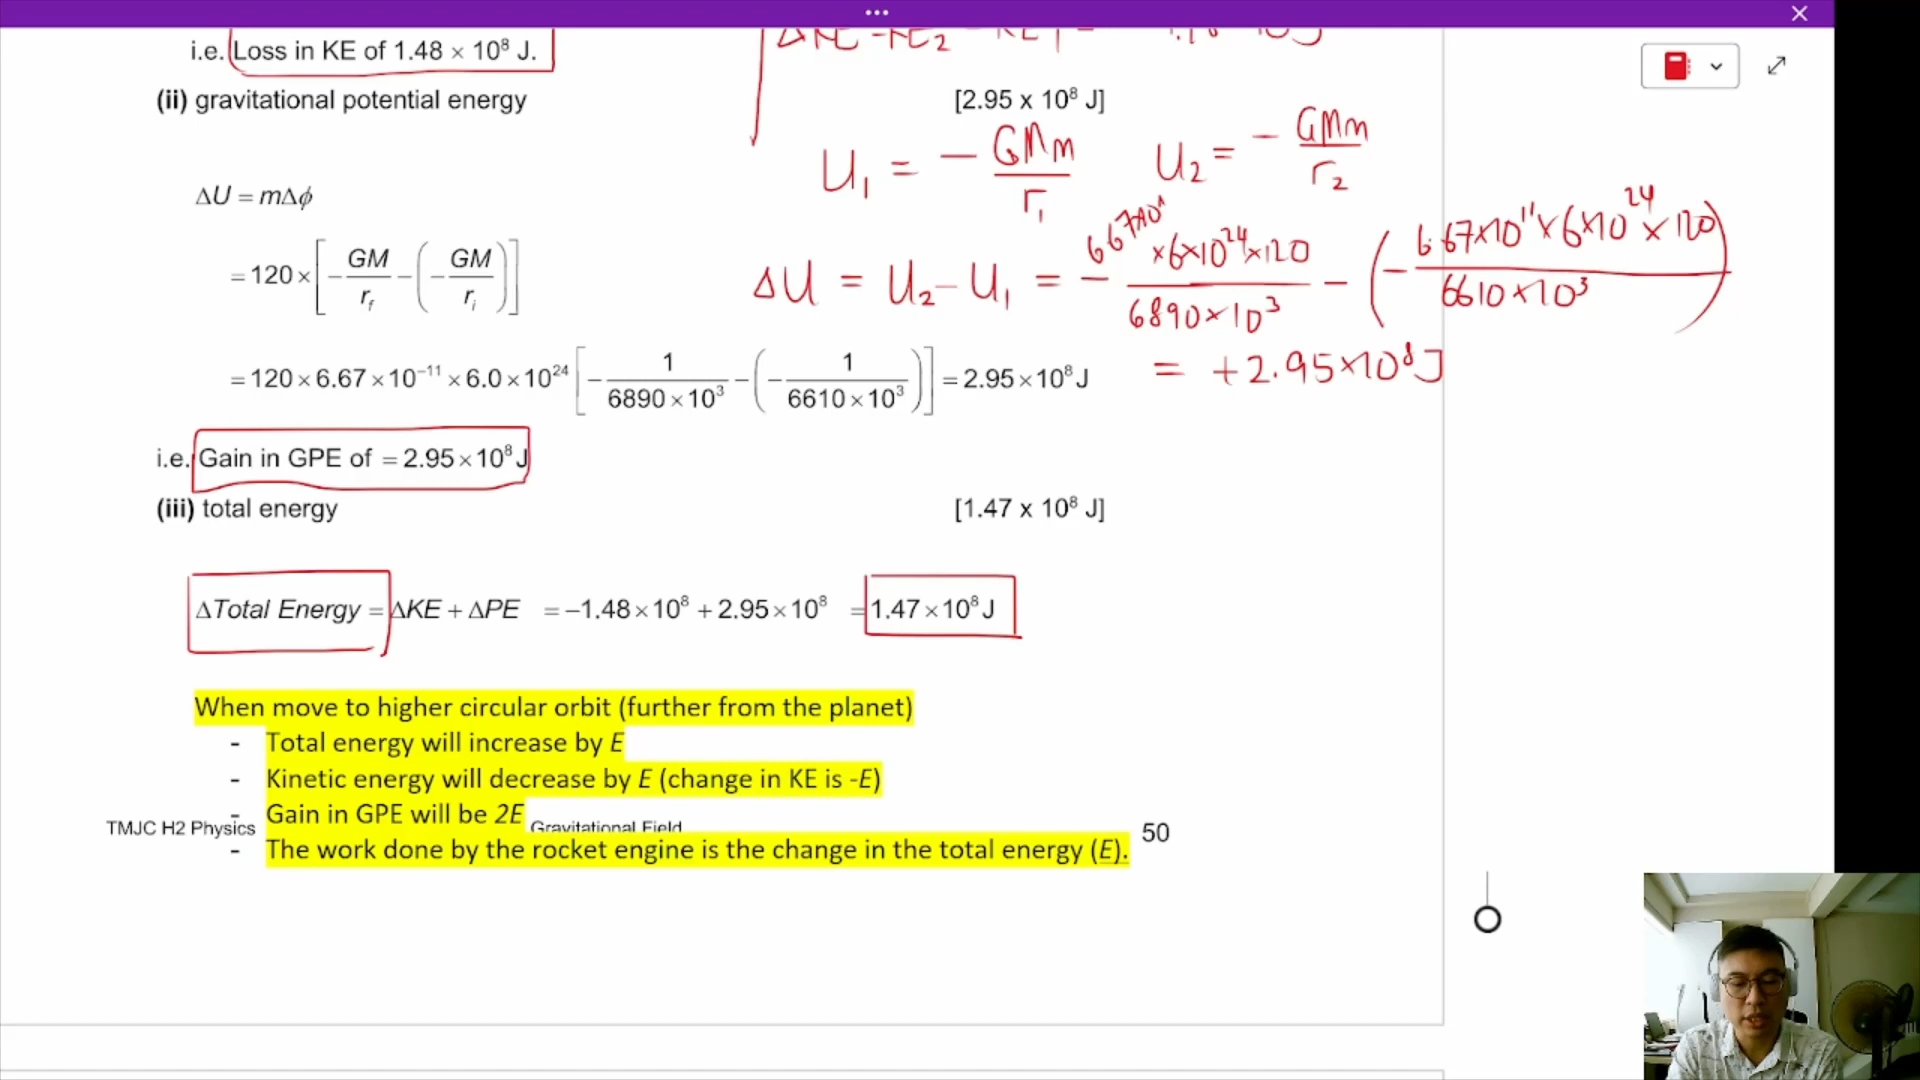 i.e. Loss in KE of 1.48 × 10⁸ J.
(ii) gravitational potential energy [2.95 x 10⁸ J]
U₁ = − GMm / r₁ U₂ = − GMm / r₂
ΔU = mΔϕ
= 120 × [ − GM / r_f − ( − GM / r_i ) ]
ΔU = U₂ − U₁ = − ×6×10²⁴×120 / 6890×10³ − ( − 6.67×10¹¹×6×10²⁴×120 / 6610×10³ )
= 120 × 6.67 × 10⁻¹¹ × 6.0 × 10²⁴ [ − 1 / 6890 × 10³ − ( − 1 / 6610 × 10³ ) ] = 2.95 × 10⁸ J
= +2.95×10⁸J
i.e. Gain in GPE of = 2.95 × 10⁸ J
(iii) total energy [1.47 x 10⁸ J]
ΔTotal Energy = ΔKE + ΔPE = −1.48 × 10⁸ + 2.95 × 10⁸ = 1.47 × 10⁸ J
When move to higher circular orbit (further from the planet)
- Total energy will increase by E
- Kinetic energy will decrease by E (change in KE is -E)
- Gain in GPE will be 2E
TMJC H2 Physics Gravitational Field 50
- The work done by the rocket engine is the change in the total energy (E).